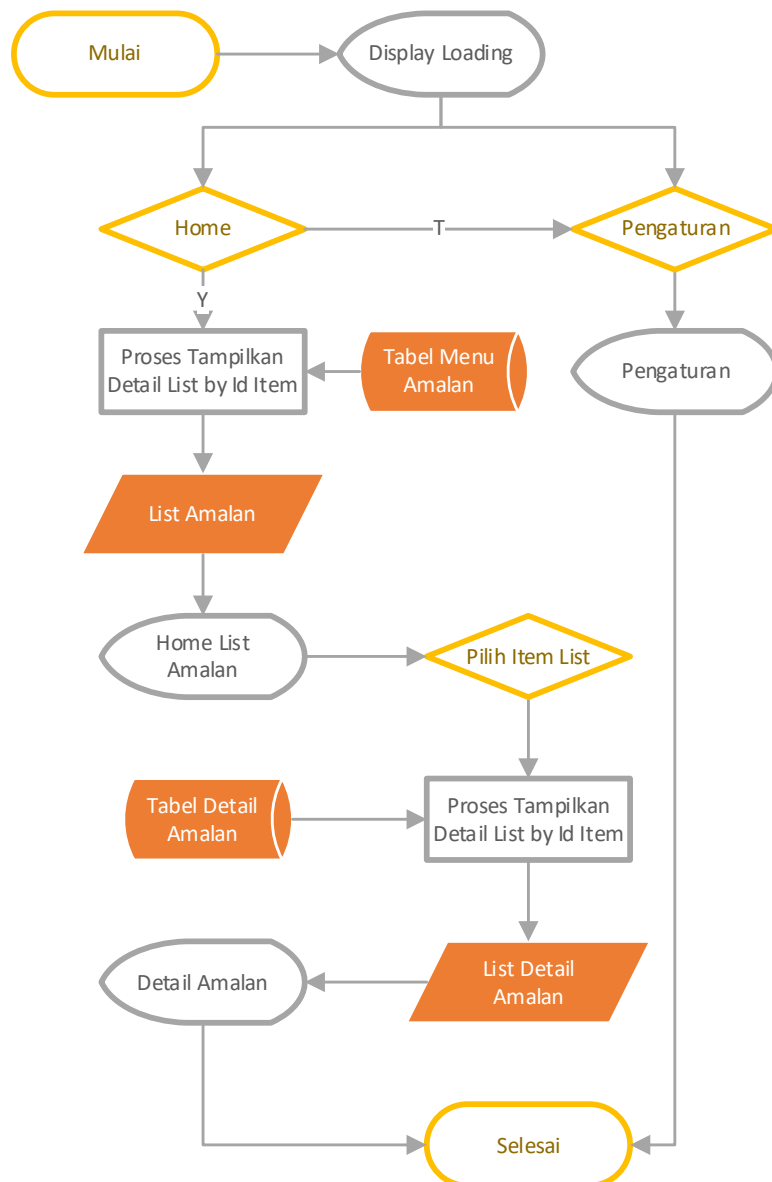 Mulai
Display Loading
Home
T
Pengaturan
Y
Proses Tampilkan
Detail List by Id Item
Tabel Menu
Amalan
Pengaturan
List Amalan
Home List
Amalan
Pilih Item List
Tabel Detail
Amalan
Proses Tampilkan
Detail List by Id Item
Detail Amalan
List Detail
Amalan
Selesai